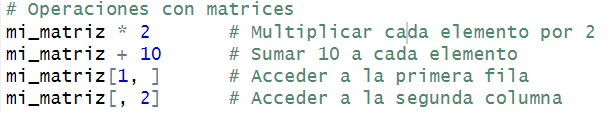 # Operaciones con matrices
mi_matriz * 2       # Multiplicar cada elemento por 2
mi_matriz + 10      # Sumar 10 a cada elemento
mi_matriz[1, ]      # Acceder a la primera fila
mi_matriz[, 2]      # Acceder a la segunda columna